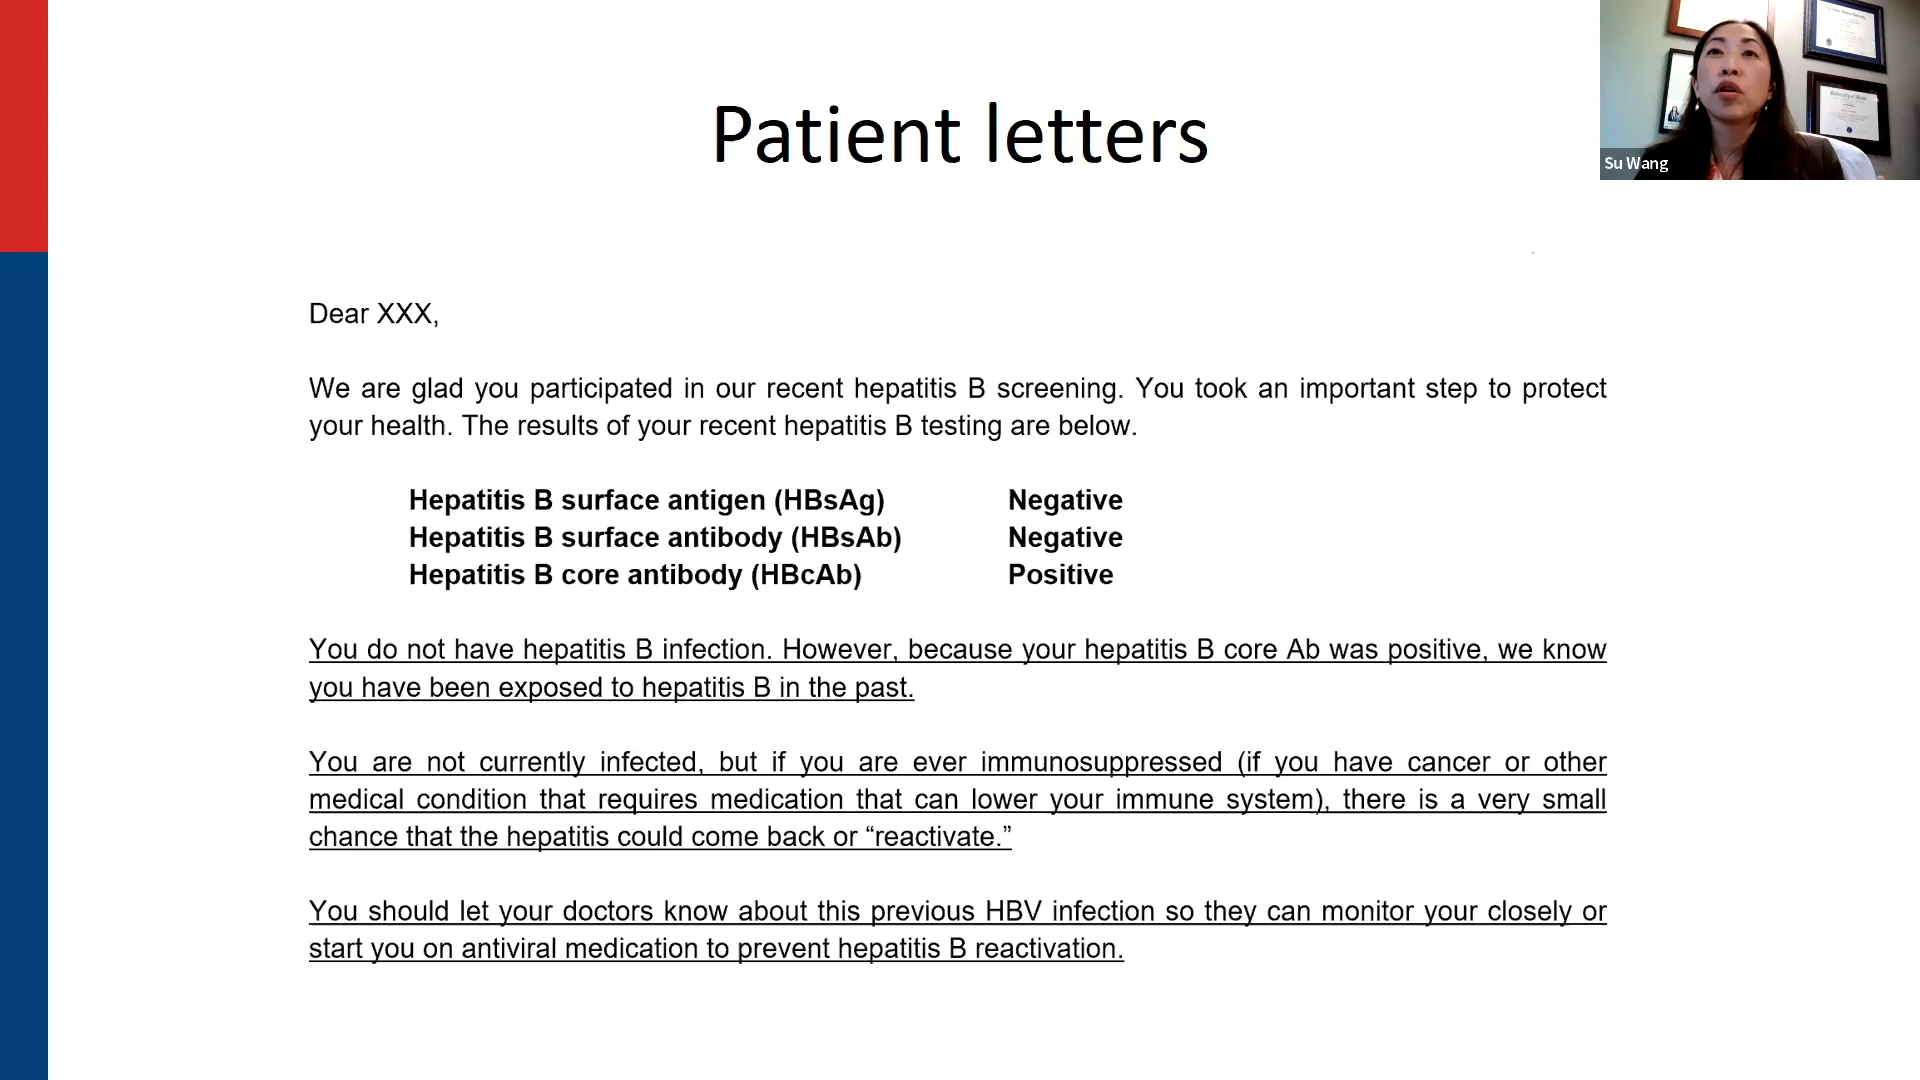 Patient letters
Su Wang
Dear XXX,
We are glad you participated in our recent hepatitis B screening. You took an important step to protect
your health. The results of your recent hepatitis B testing are below.
Hepatitis B surface antigen (HBsAg) Negative
Hepatitis B surface antibody (HBsAb) Negative
Hepatitis B core antibody (HBcAb) Positive
You do not have hepatitis B infection. However, because your hepatitis B core Ab was positive, we know
you have been exposed to hepatitis B in the past.
You are not currently infected, but if you are ever immunosuppressed (if you have cancer or other
medical condition that requires medication that can lower your immune system), there is a very small
chance that the hepatitis could come back or “reactivate.”
You should let your doctors know about this previous HBV infection so they can monitor your closely or
start you on antiviral medication to prevent hepatitis B reactivation.